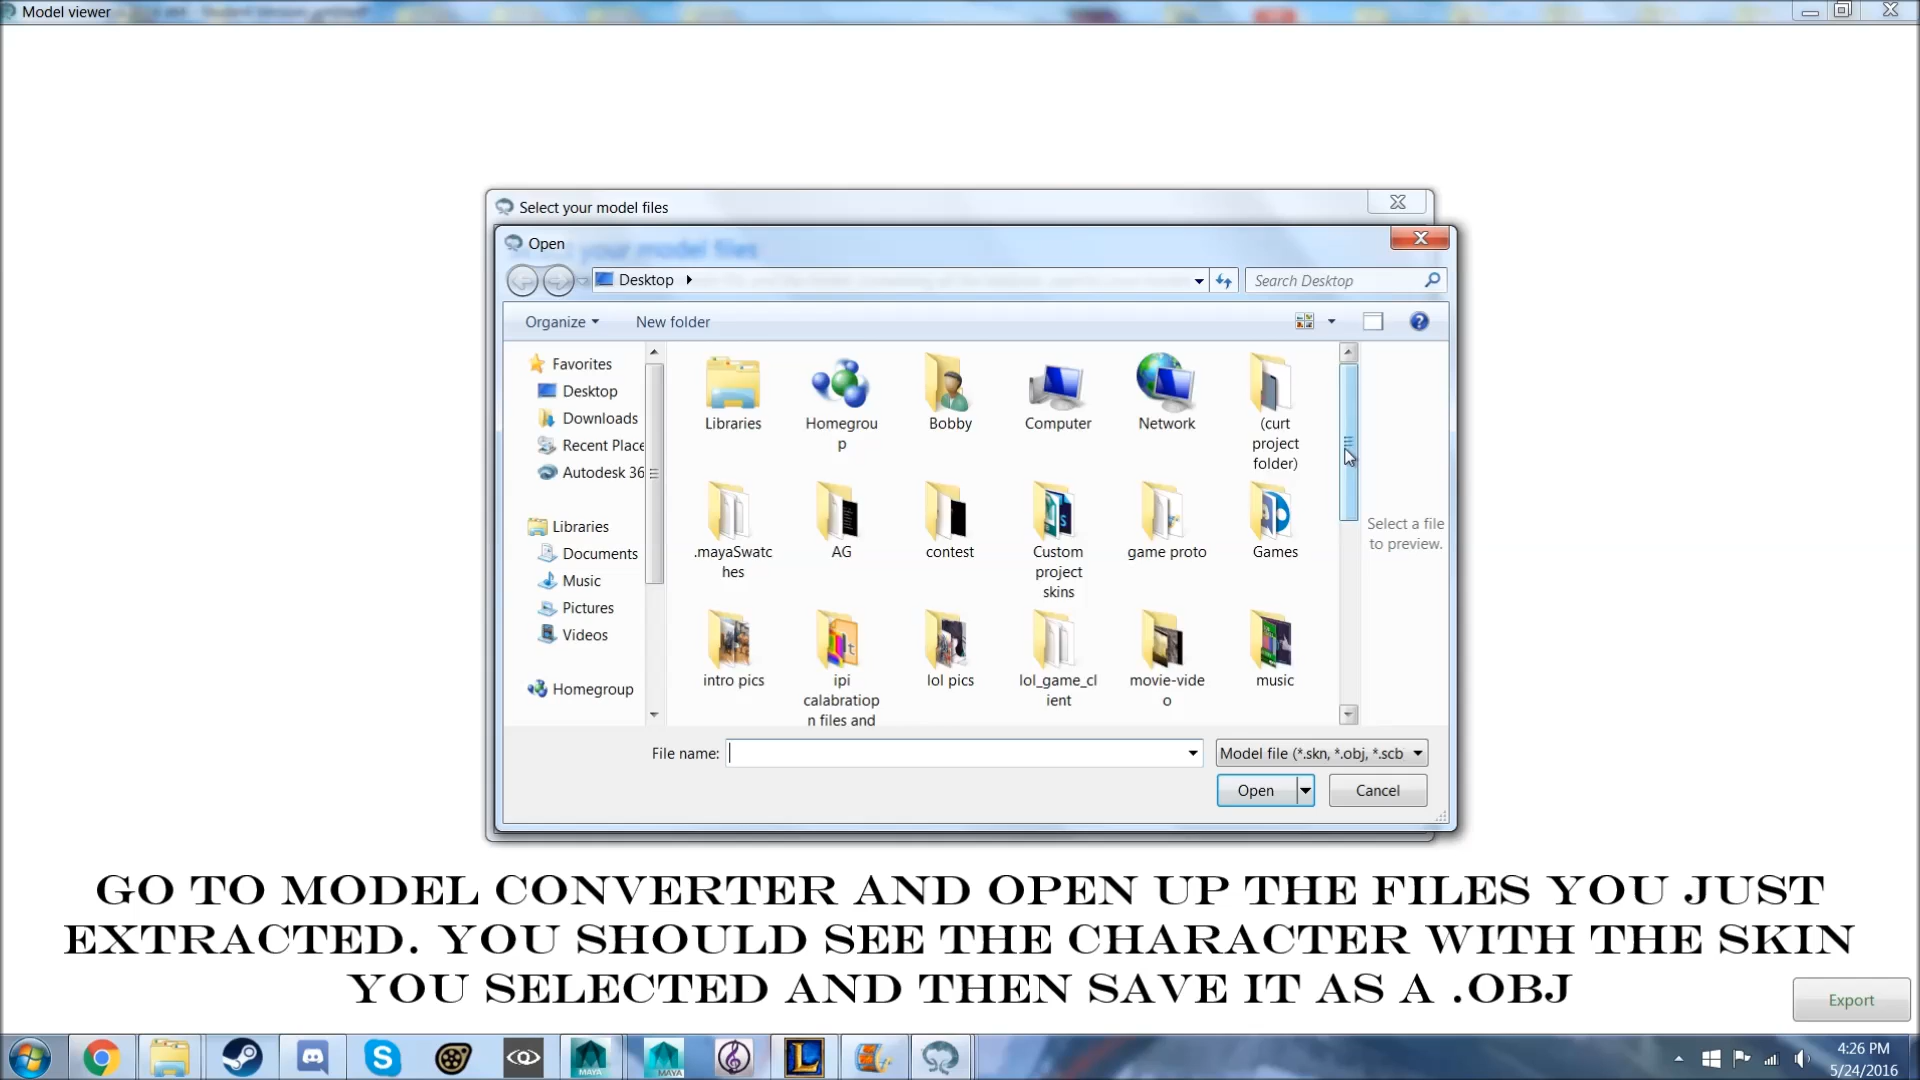 Model viewer
Select your model files
Open
Desktop
Search Desktop
Organize
New folder
Favorites
Desktop
Downloads
Recent Place
Autodesk 36
Libraries
Documents
Music
Pictures
Videos
Homegroup
Libraries
Homegrou
p
Bobby
Computer
Network
(curt
project
folder)
.mayaSwatc
hes
AG
contest
Custom
project
skins
game proto
Games
intro pics
ipi
calabratiop
n files and
lol pics
lol_game_cl
ient
movie-vide
o
music
Select a file
to preview.
File name:
Model file (*.skn, *.obj, *.scb
Open
Cancel
GO TO MODEL CONVERTER AND OPEN UP THE FILES YOU JUST
EXTRACTED. YOU SHOULD SEE THE CHARACTER WITH THE SKIN
YOU SELECTED AND THEN SAVE IT AS A .OBJ
Export
MAYA
MAYA
4:26 PM
5/24/2016